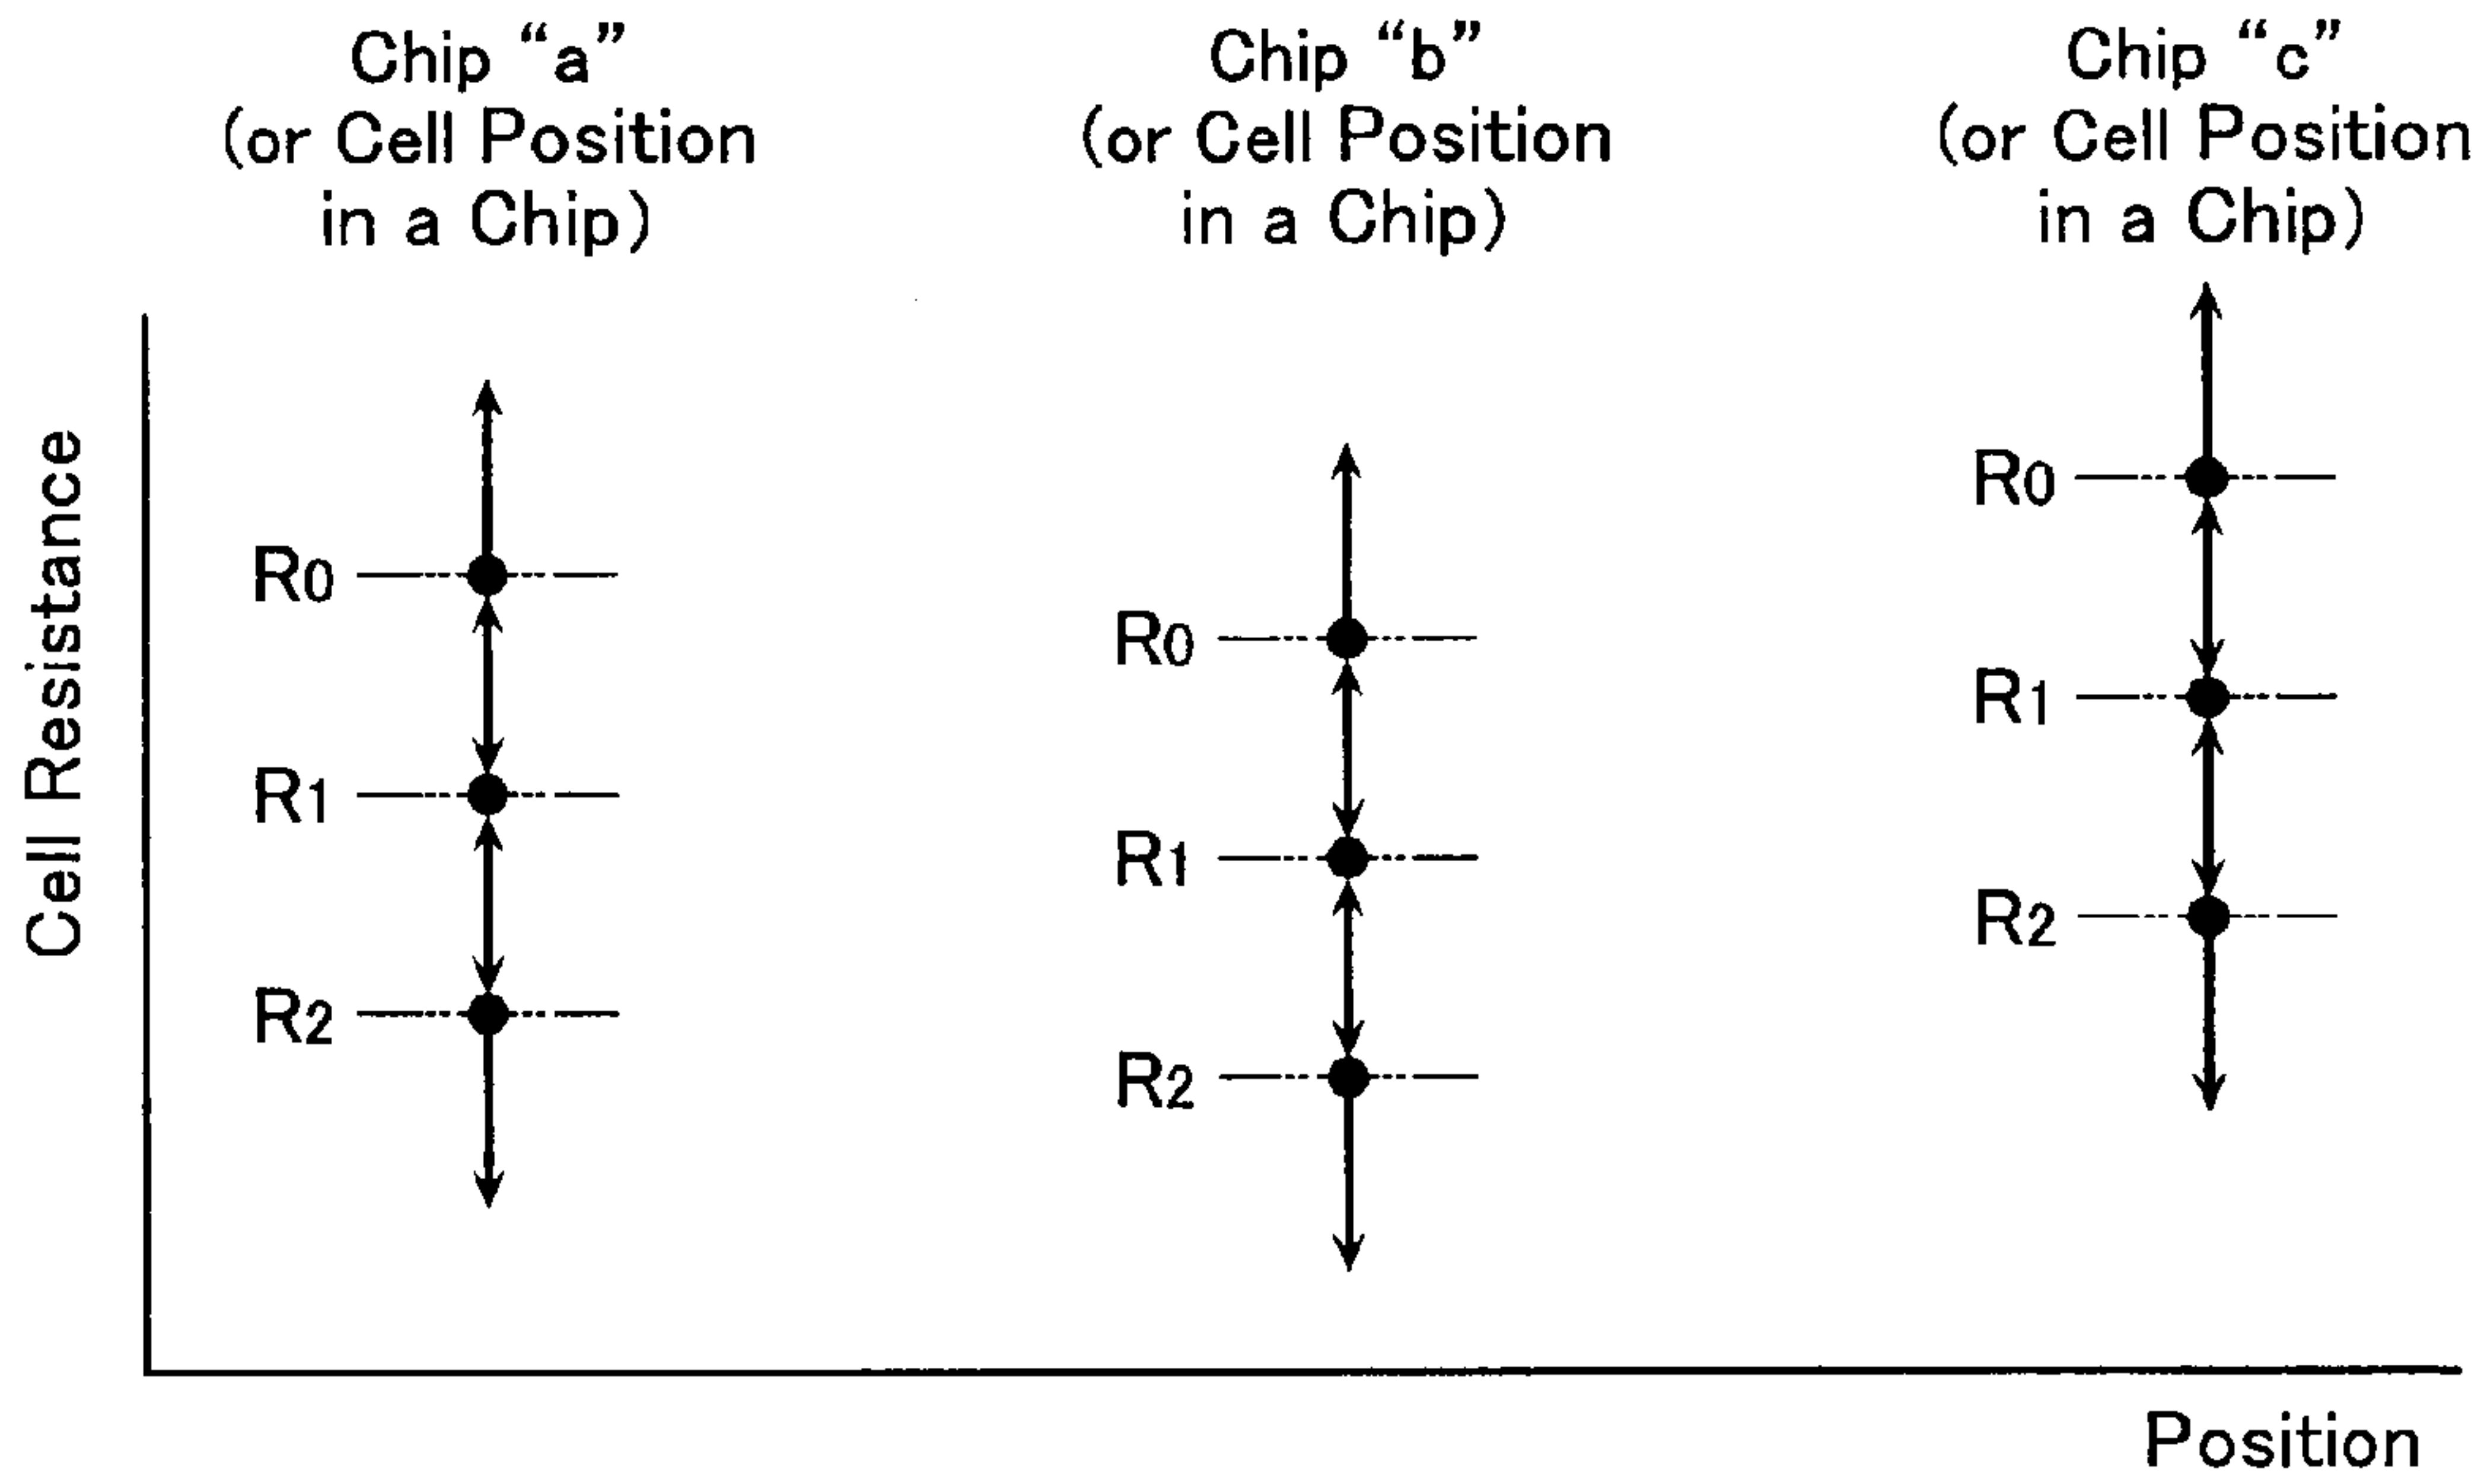 Chip “a”
(or Cell Position
in a Chip)
Chip “b”
(or Cell Position
in a Chip)
Chip “c”
(or Cell Position
in a Chip)
Cell Resistance
R0
R1
R2
R0
R1
R2
R0
R1
R2
Position